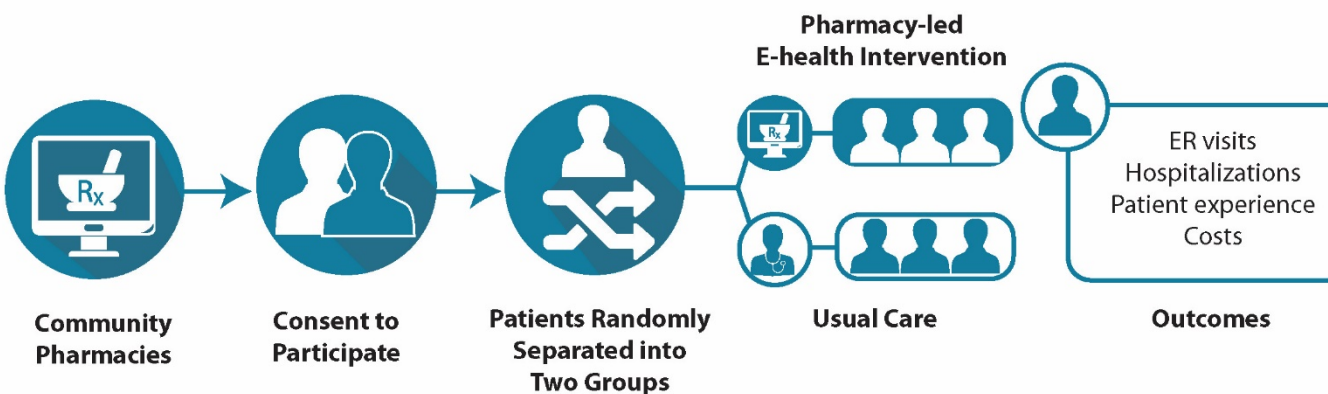 Pharmacy-led
E-health Intervention
Rx
Rx
ER visits
Hospitalizations
Patient experience
Costs
Community
Pharmacies
Consent to
Participate
Patients Randomly
Separated into
Two Groups
Usual Care
Outcomes